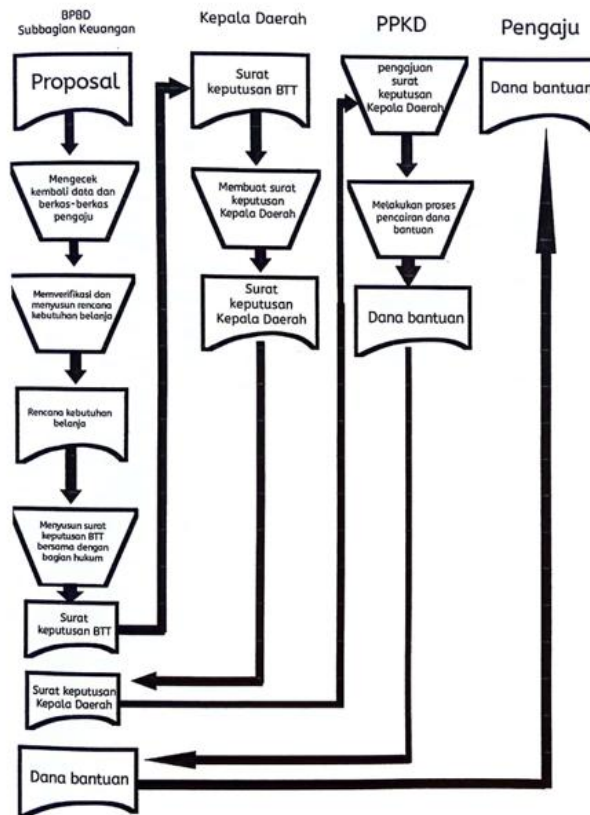 BPBD
Subbagian Keuangan
Proposal
Mengecek
kembali data dan
berkas-berkas
pengaju
Memverifikasi dan
menyusun rencana
kebutuhan belanja
Rencana kebutuhan
belanja
Menyusun surat
keputusan BTT
bersama dengan
bagian hukum
Surat
keputusan BTT
Surat keputusan
Kepala Daerah
Dana bantuan
Kepala Daerah
Surat
keputusan BTT
Membuat surat
keputusan
Kepala Daerah
Surat
keputusan
Kepala Daerah
PPKD
pengajuan
surat
keputusan
Kepala Daerah
Melakukan proses
pencairan dana
bantuan
Dana bantuan
Pengaju
Dana bantuan